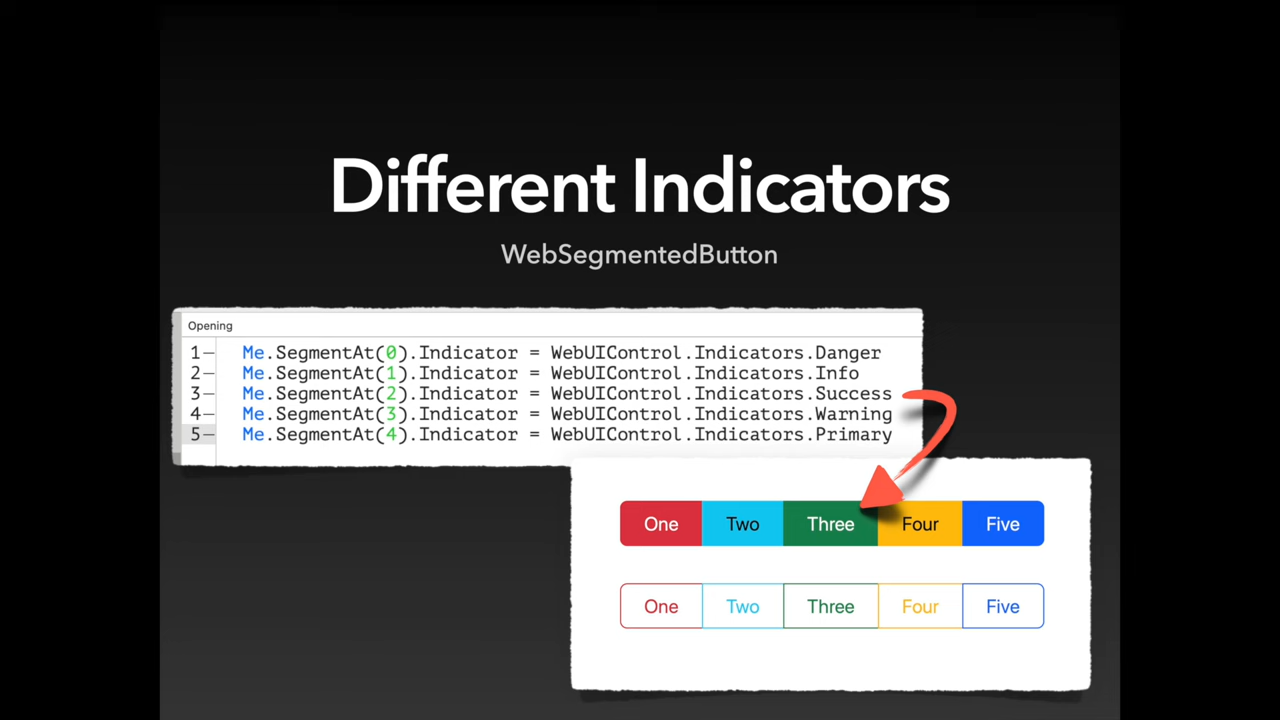 Different Indicators
WebSegmentedButton
Opening
1 Me.SegmentAt(0).Indicator = WebUIControl.Indicators.Danger
2 Me.SegmentAt(1).Indicator = WebUIControl.Indicators.Info
3 Me.SegmentAt(2).Indicator = WebUIControl.Indicators.Success
4 Me.SegmentAt(3).Indicator = WebUIControl.Indicators.Warning
5 Me.SegmentAt(4).Indicator = WebUIControl.Indicators.Primary
One Two Three Four Five
One Two Three Four Five